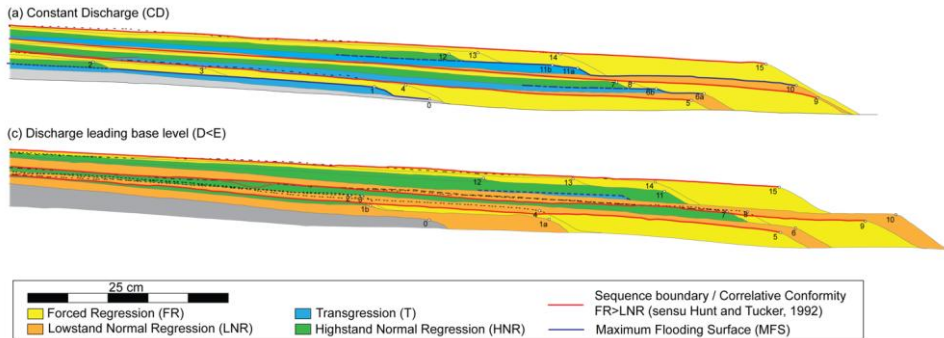 (a) Constant Discharge (CD)
12
13
14
15
11b
11a
2
3
7
8
10
1
4
6b
6a
9
0
5
(c) Discharge leading base level (D<E)
12
13
14
15
11
1b
7
8
10
0
1a
4
6
9
5
25 cm
Forced Regression (FR)
Transgression (T)
Sequence boundary / Correlative Conformity
FR>LNR (sensu Hunt and Tucker, 1992)
Lowstand Normal Regression (LNR)
Highstand Normal Regression (HNR)
Maximum Flooding Surface (MFS)